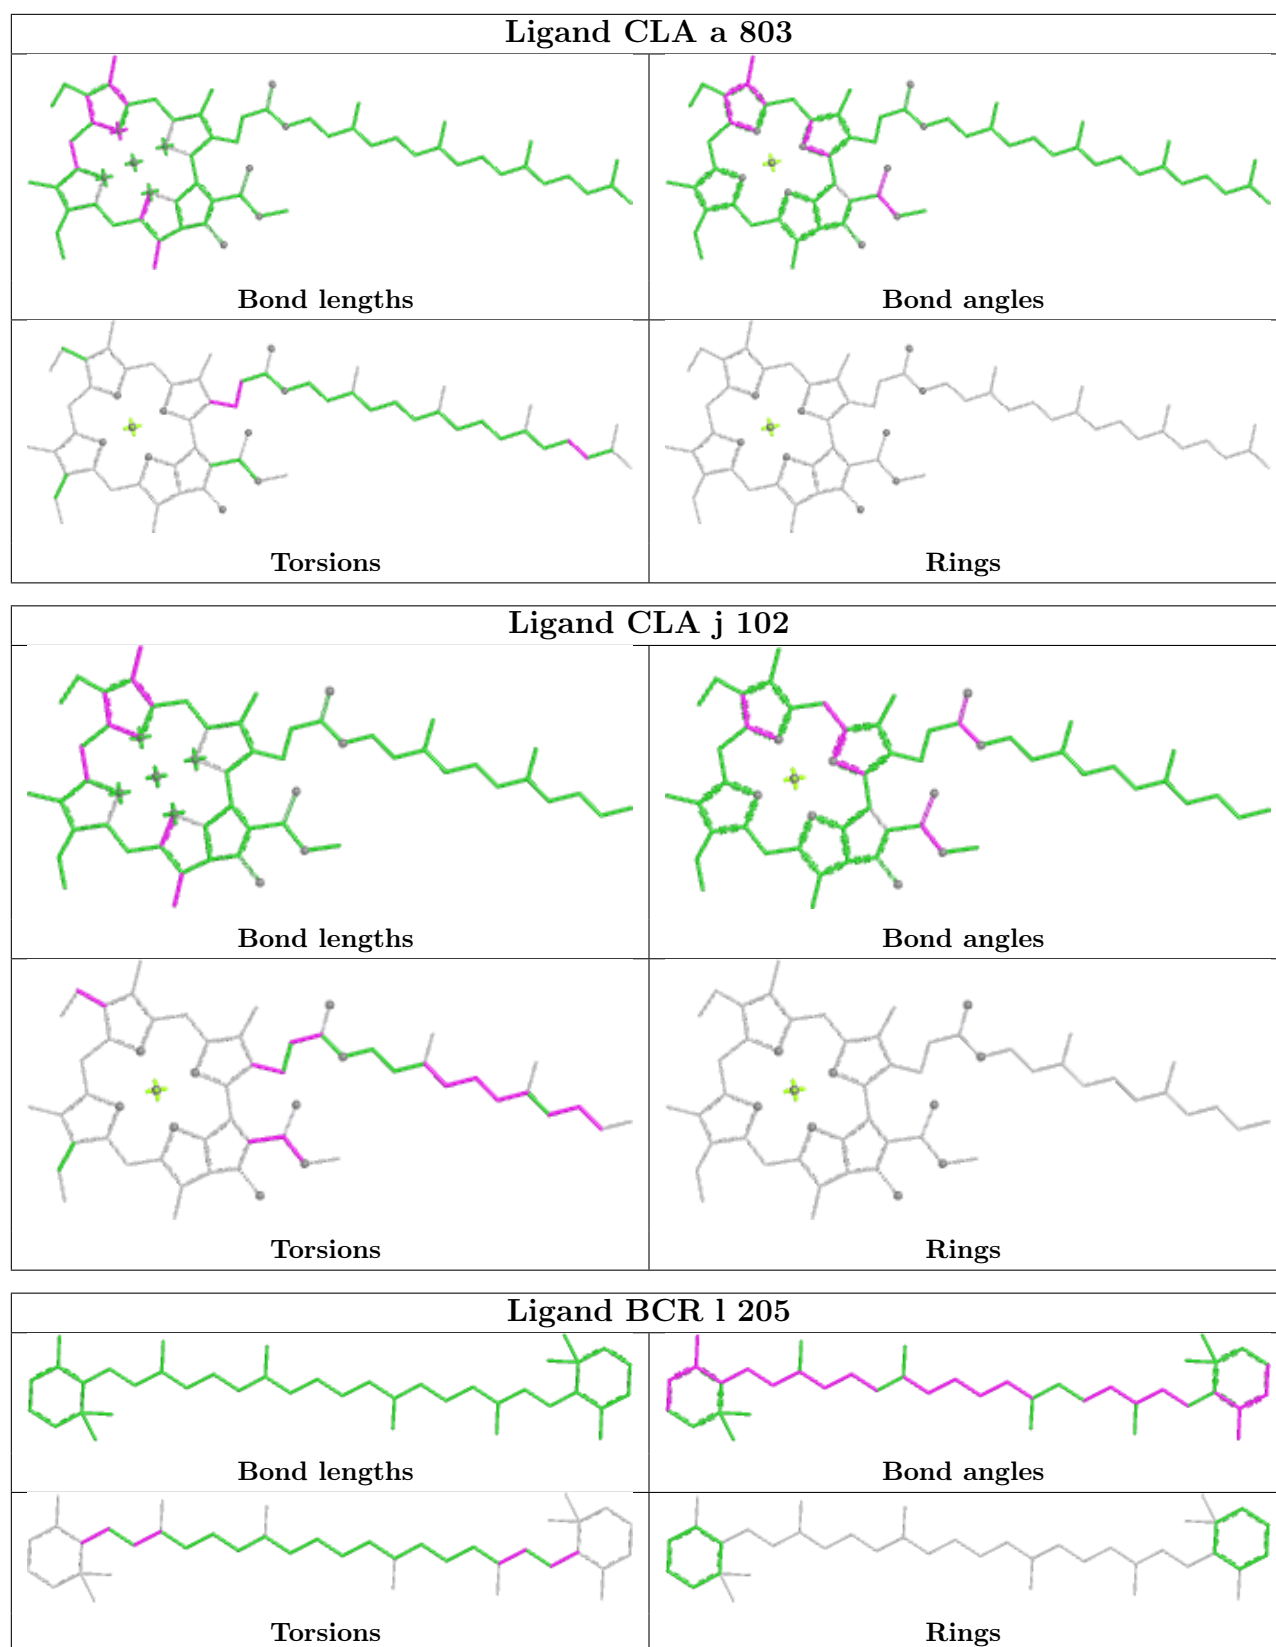 Ligand CLA a 803
Bond lengths
Bond angles
Torsions
Rings
Ligand CLA j 102
Bond lengths
Bond angles
Torsions
Rings
Ligand BCR l 205
Bond lengths
Bond angles
Torsions
Rings